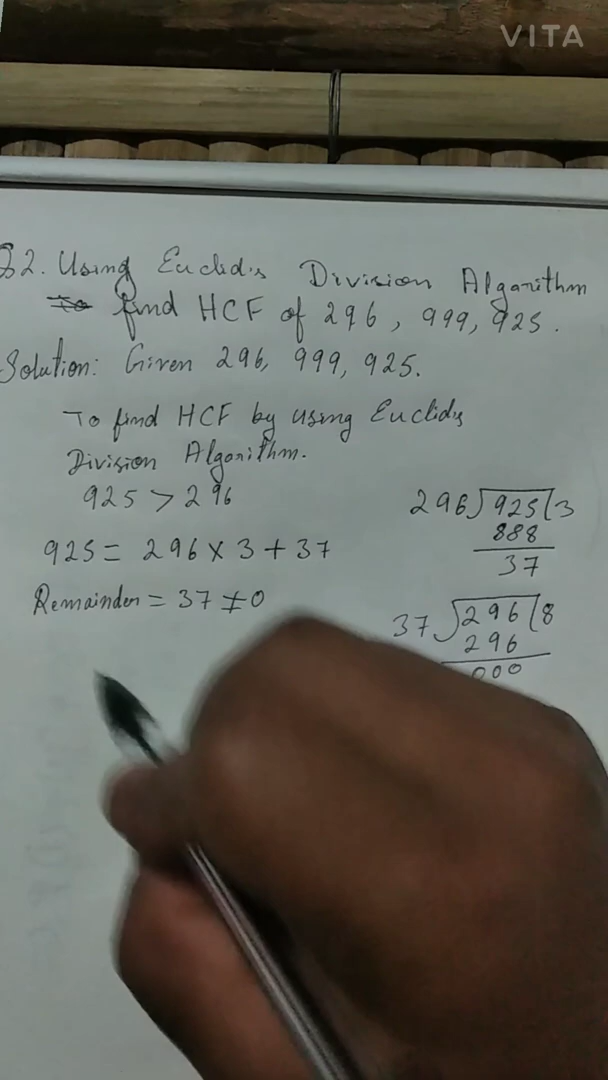 VITA
Q2. Using Euclid's Division Algorithm
find HCF of 296, 999, 925.
Solution: Given 296, 999, 925.
To find HCF by using Euclids
Division Algorithm.
925 > 296
925 = 296 × 3 + 37
Remainder = 37 ≠ 0
296)925(3
888
37
37)296(8
296
000